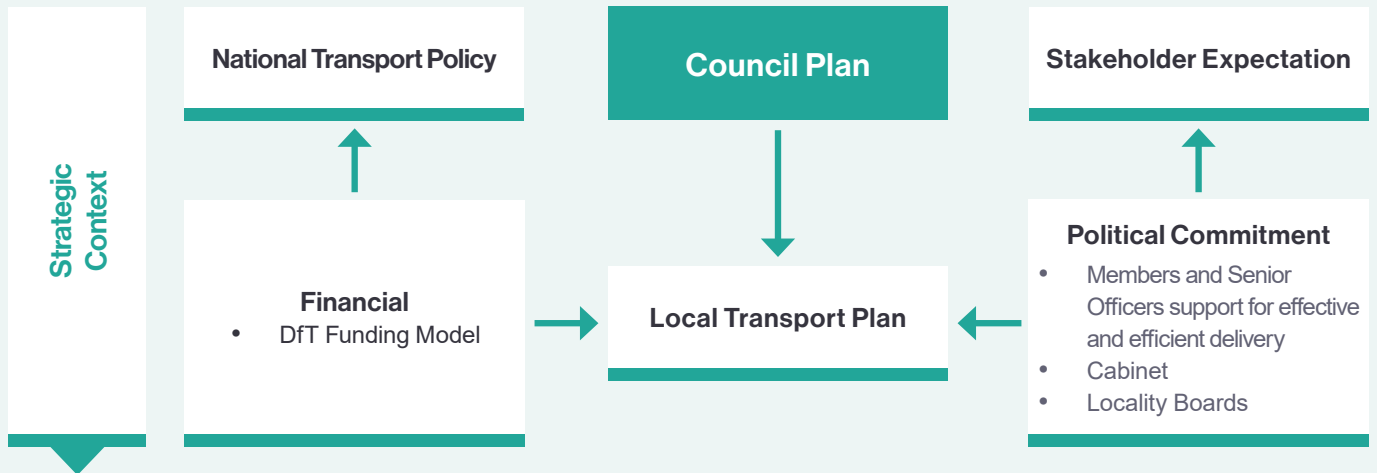 Strategic
Context
National Transport Policy
Council Plan
Stakeholder Expectation
Financial
• DfT Funding Model
Local Transport Plan
Political Commitment
• Members and Senior
Officers support for effective
and efficient delivery
• Cabinet
• Locality Boards